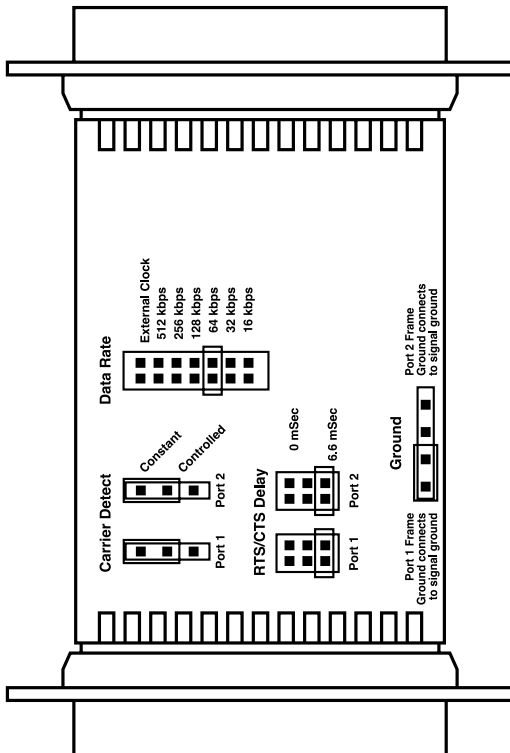 Data Rate
External Clock
512 kbps
256 kbps
128 kbps
64 kbps
32 kbps
16 kbps
Carrier Detect
Constant
Controlled
Port 1
Port 2
RTS/CTS Delay
0 mSec
6.6 mSec
Port 1
Port 2
Ground
Port 1 Frame
Ground connects
to signal ground
Port 2 Frame
Ground connects
to signal ground